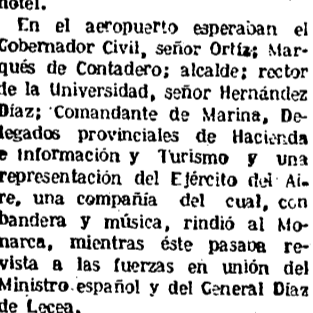 hotel.
En el aeropuerto esperaban el
Gobernador Civil, señor Ortíz; Mar-
qués de Contadero; alcalde; rector
de la Universidad, señor Hernández
Díaz; Comandante de Marina, De-
legados provinciales de Hacienda
e Información y Turismo y una
representación del Ejército del Ai-
re, una compañía del cual, con
bandera y música, rindió al Mo-
narca, mientras éste pasaba re-
vista a las fuerzas en unión del
Ministro español y del General Díaz
de Lecea.